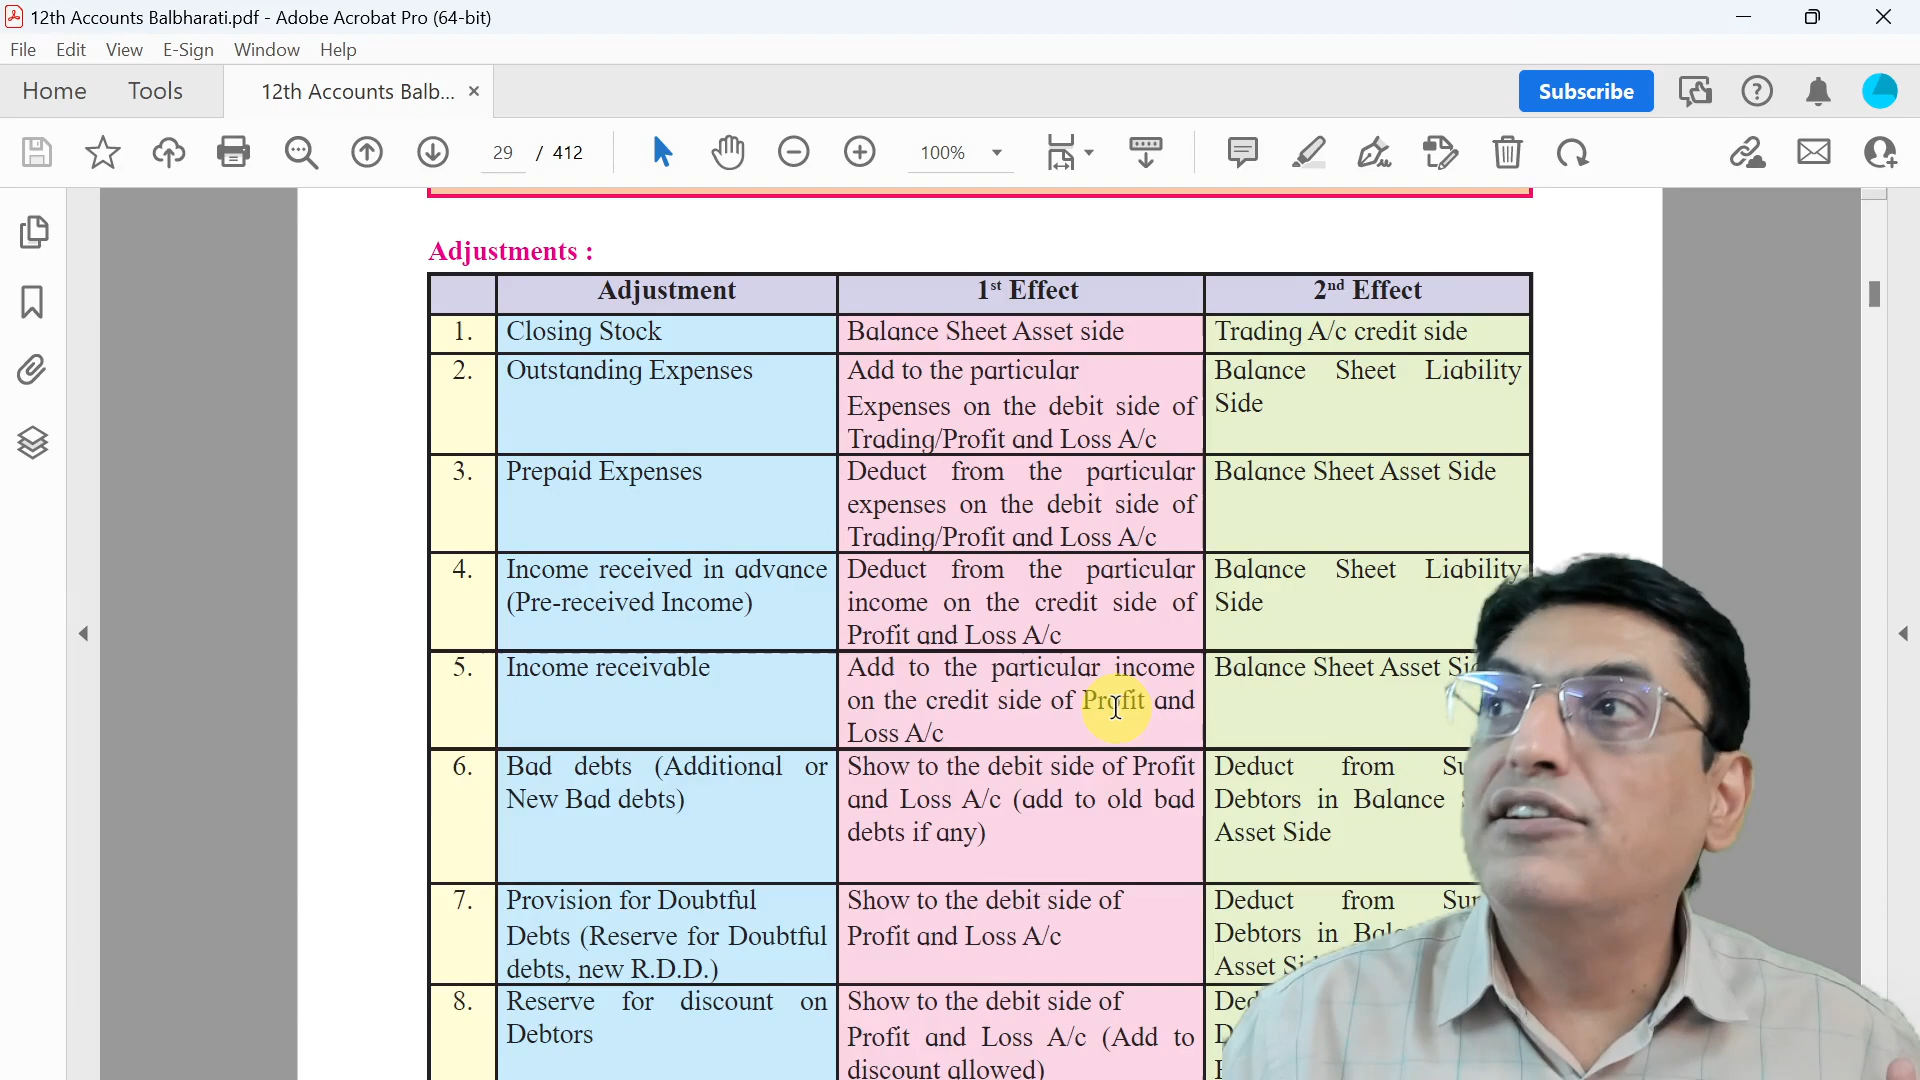 12th Accounts Balbharati.pdf - Adobe Acrobat Pro (64-bit)
File Edit View E-Sign Window Help
Home Tools 12th Accounts Balb... × Subscribe
29 / 412 100%
Adjustments :
Adjustment 1st Effect 2nd Effect
1. Closing Stock Balance Sheet Asset side Trading A/c credit side
2. Outstanding Expenses Add to the particular Balance Sheet Liability
Expenses on the debit side of Side
Trading/Profit and Loss A/c
3. Prepaid Expenses Deduct from the particular Balance Sheet Asset Side
expenses on the debit side of
Trading/Profit and Loss A/c
4. Income received in advance Deduct from the particular Balance Sheet Liability
(Pre-received Income) income on the credit side of Side
Profit and Loss A/c
5. Income receivable Add to the particular income Balance Sheet Asset
on the credit side of Profit and
Loss A/c
6. Bad debts (Additional or Show to the debit side of Profit Deduct from
New Bad debts) and Loss A/c (add to old bad Debtors in Balance
debts if any) Asset Side
7. Provision for Doubtful Show to the debit side of Deduct from
Debts (Reserve for Doubtful Profit and Loss A/c Debtors in
debts, new R.D.D.) Asset
8. Reserve for discount on Show to the debit side of
Debtors Profit and Loss A/c (Add to
discount allowed)